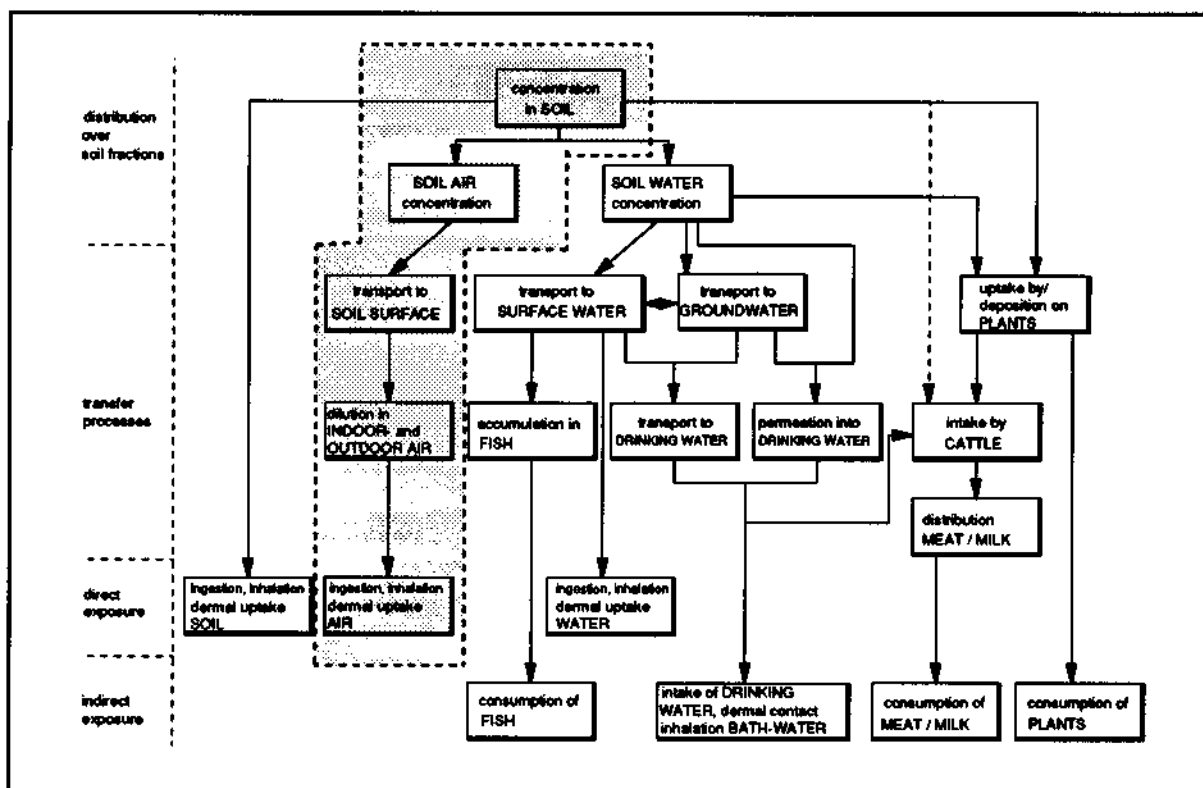 distribution
over
soil fractions
concentration
in SOIL
SOIL AIR
concentration
SOIL WATER
concentration
transfer
processes
transport to
SOIL SURFACE
transport to
SURFACE WATER
transport to
GROUNDWATER
uptake by/
deposition on
PLANTS
dilution in
INDOOR- and
OUTDOOR AIR
accumulation in
FISH
transport to
DRINKING WATER
permeation into
DRINKING WATER
intake by
CATTLE
distribution
MEAT / MILK
direct
exposure
ingestion, inhalation
dermal uptake
SOIL
ingestion, inhalation
dermal uptake
AIR
ingestion, inhalation
dermal uptake
WATER
indirect
exposure
consumption of
FISH
intake of DRINKING
WATER, dermal contact
inhalation BATH-WATER
consumption of
MEAT / MILK
consumption of
PLANTS